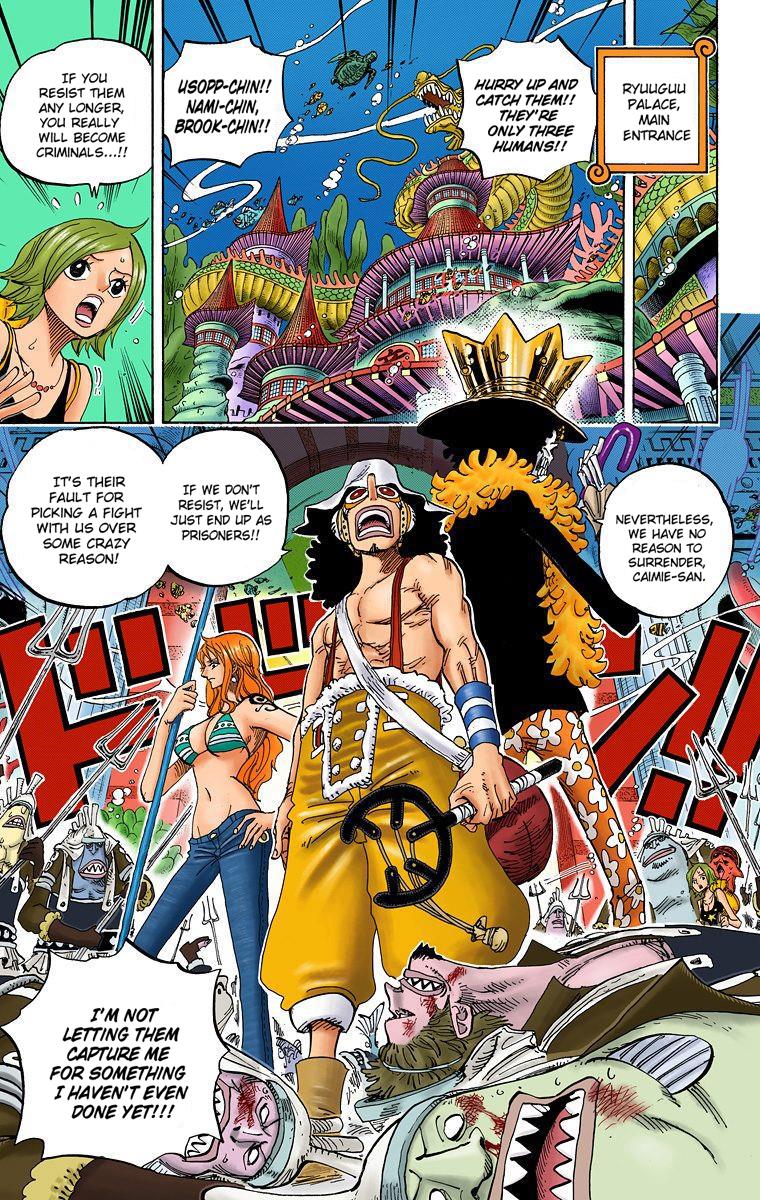 RYUUGUU
PALACE,
MAIN
ENTRANCE
HURRY UP AND
CATCH THEM!!
THEY'RE
ONLY THREE
HUMANS!!
USOPP-CHIN!!
NAMI-CHIN,
BROOK-CHIN!!
IF YOU
RESIST THEM
ANY LONGER,
YOU REALLY
WILL BECOME
CRIMINALS...!!
NEVERTHELESS,
WE HAVE NO
REASON TO
SURRENDER,
CAIMIE-SAN.
IF WE DON'T
RESIST, WE'LL
JUST END UP AS
PRISONERS!!
IT'S THEIR
FAULT FOR
PICKING A FIGHT
WITH US OVER
SOME CRAZY
REASON!
ドドン!!
I'M NOT
LETTING THEM
CAPTURE ME
FOR SOMETHING
I HAVEN'T EVEN
DONE YET!!!